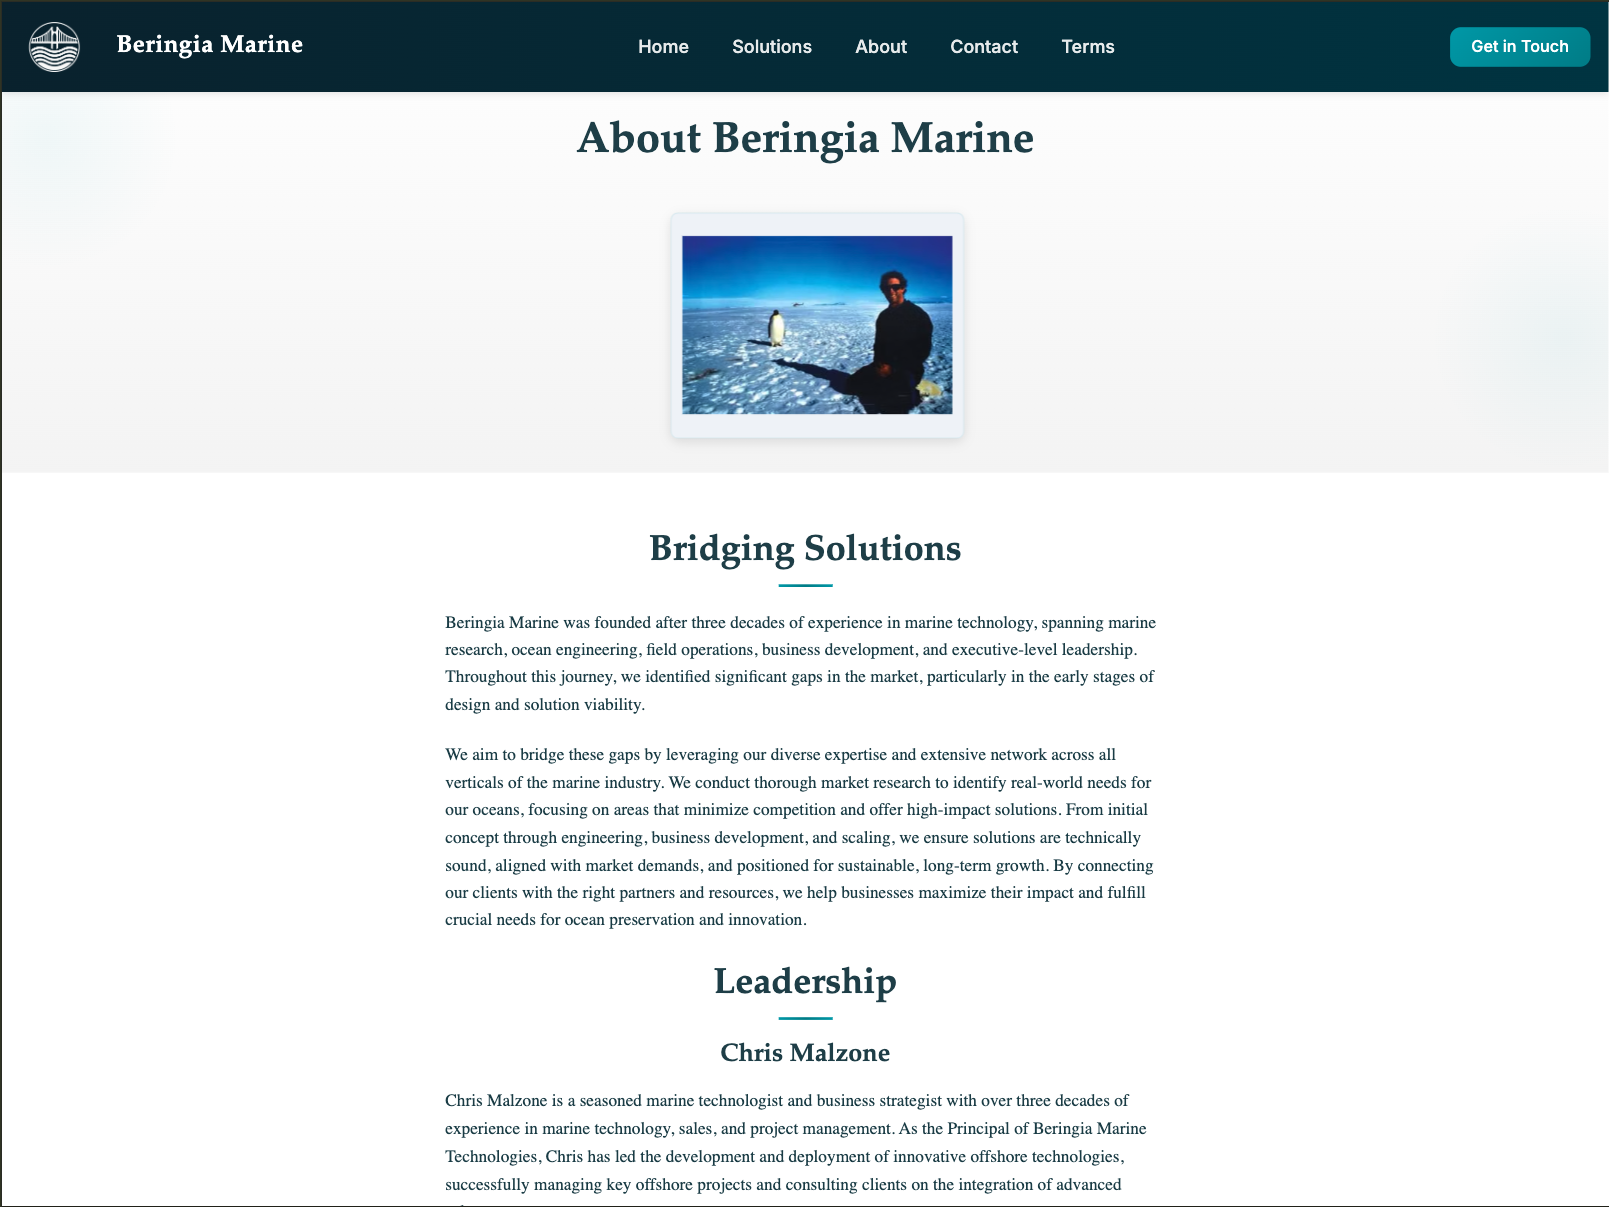 Beringia Marine
Home
Solutions
About
Contact
Terms
Get in Touch
About Beringia Marine
Bridging Solutions
Beringia Marine was founded after three decades of experience in marine technology, spanning marine
research, ocean engineering, field operations, business development, and executive-level leadership.
Throughout this journey, we identified significant gaps in the market, particularly in the early stages of
design and solution viability.
We aim to bridge these gaps by leveraging our diverse expertise and extensive network across all
verticals of the marine industry. We conduct thorough market research to identify real-world needs for
our oceans, focusing on areas that minimize competition and offer high-impact solutions. From initial
concept through engineering, business development, and scaling, we ensure solutions are technically
sound, aligned with market demands, and positioned for sustainable, long-term growth. By connecting
our clients with the right partners and resources, we help businesses maximize their impact and fulfill
crucial needs for ocean preservation and innovation.
Leadership
Chris Malzone
Chris Malzone is a seasoned marine technologist and business strategist with over three decades of
experience in marine technology, sales, and project management. As the Principal of Beringia Marine
Technologies, Chris has led the development and deployment of innovative offshore technologies,
successfully managing key offshore projects and consulting clients on the integration of advanced